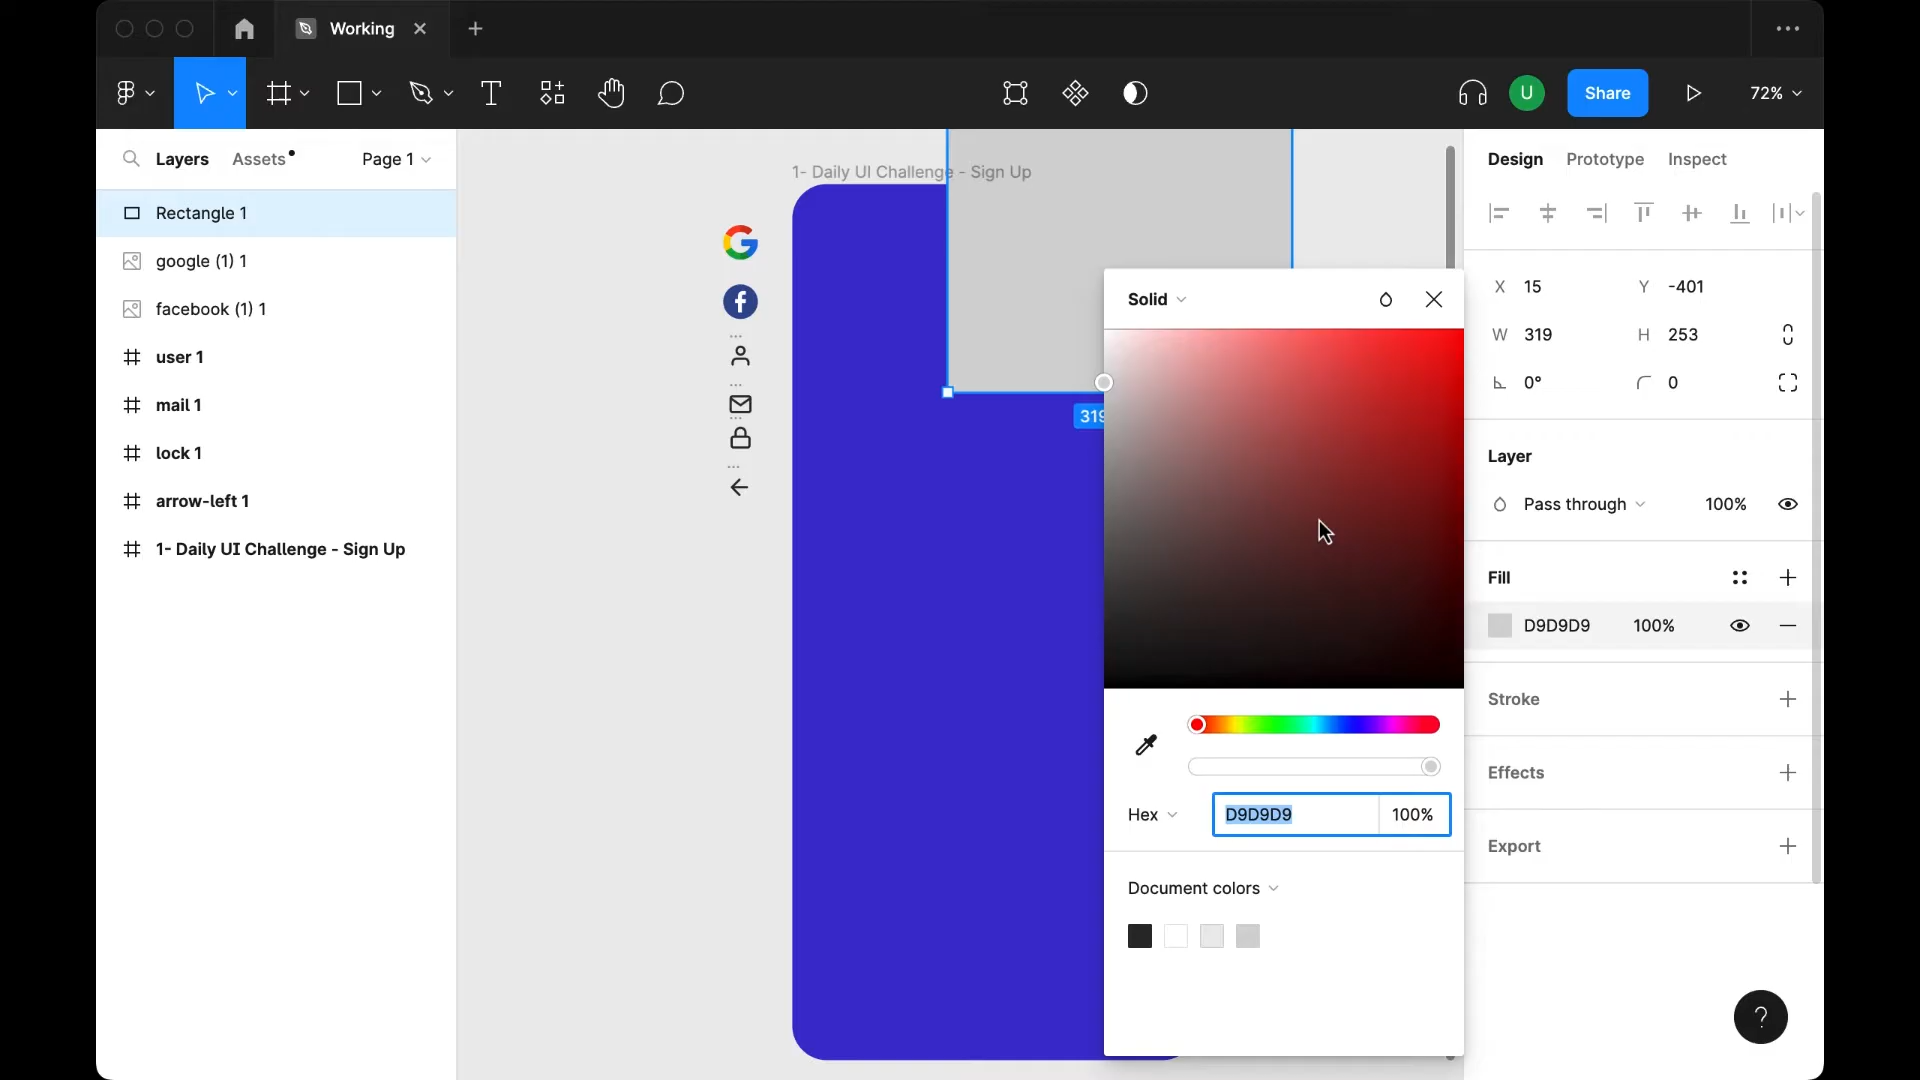 Working
U
Share
72%
Layers
Assets
Page 1
Design
Prototype
Inspect
1- Daily UI Challenge - Sign Up
Rectangle 1
google (1) 1
facebook (1) 1
user 1
mail 1
lock 1
arrow-left 1
1- Daily UI Challenge - Sign Up
319
Solid
Hex
D9D9D9
100%
Document colors
X 15
Y -401
W 319
H 253
0°
0
Layer
Pass through
100%
Fill
D9D9D9
100%
Stroke
Effects
Export
?